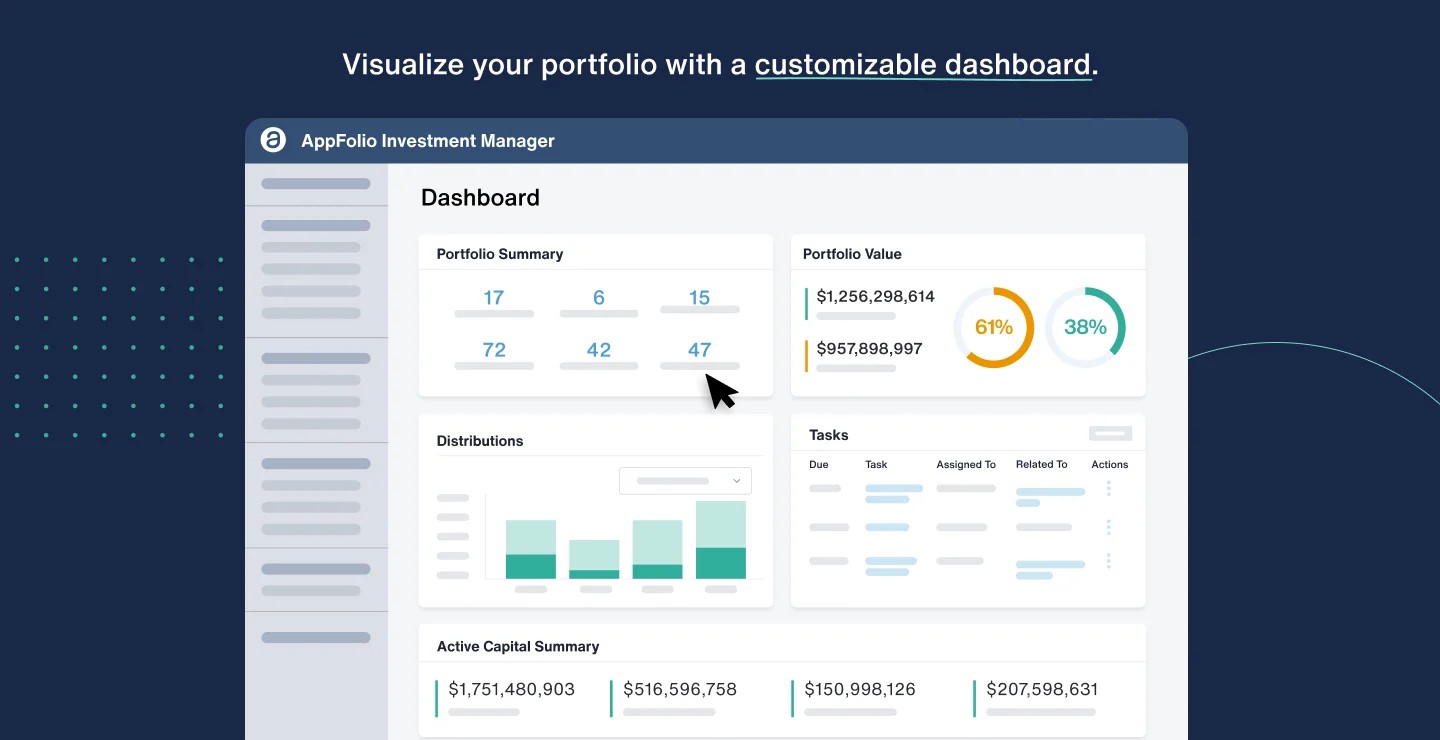 Visualize your portfolio with a customizable dashboard.
AppFolio Investment Manager
Dashboard
Portfolio Summary
17 6 15
72 42 47
Portfolio Value
$1,256,298,614
$957,898,997
61% 38%
Distributions
Tasks
Due Task Assigned To Related To Actions
Active Capital Summary
$1,751,480,903 $516,596,758 $150,998,126 $207,598,631